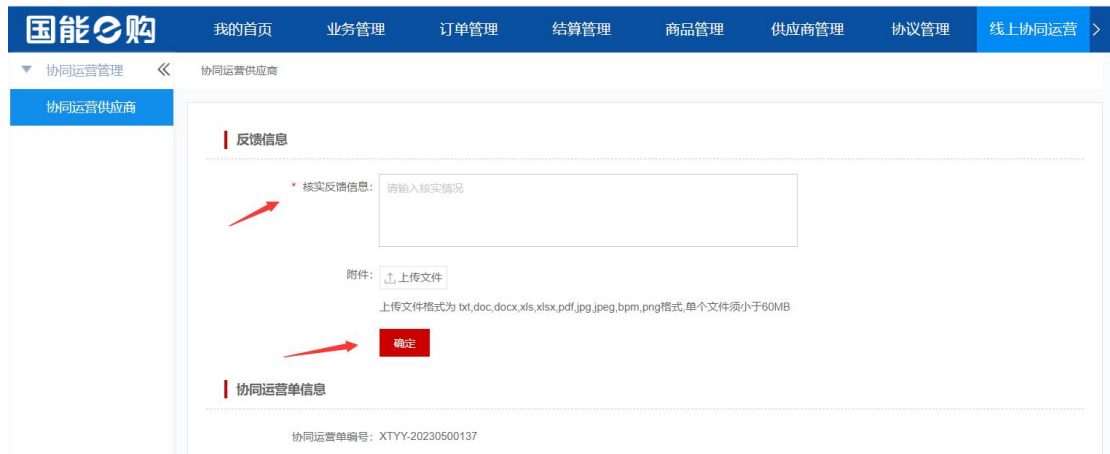 国能e购 我的首页 业务管理 订单管理 结算管理 商品管理 供应商管理 协议管理 线上协同运营
协同运营管理 协同运营供应商
协同运营供应商
反馈信息
* 核实反馈信息: 请输入核实情况
附件: 上传文件
上传文件格式为 txt,doc,docx,xls,xlsx,pdf,jpg,jpeg,bpm,png格式,单个文件须小于60MB
确定
协同运营单信息
协同运营单编号: XTYY-20230500137